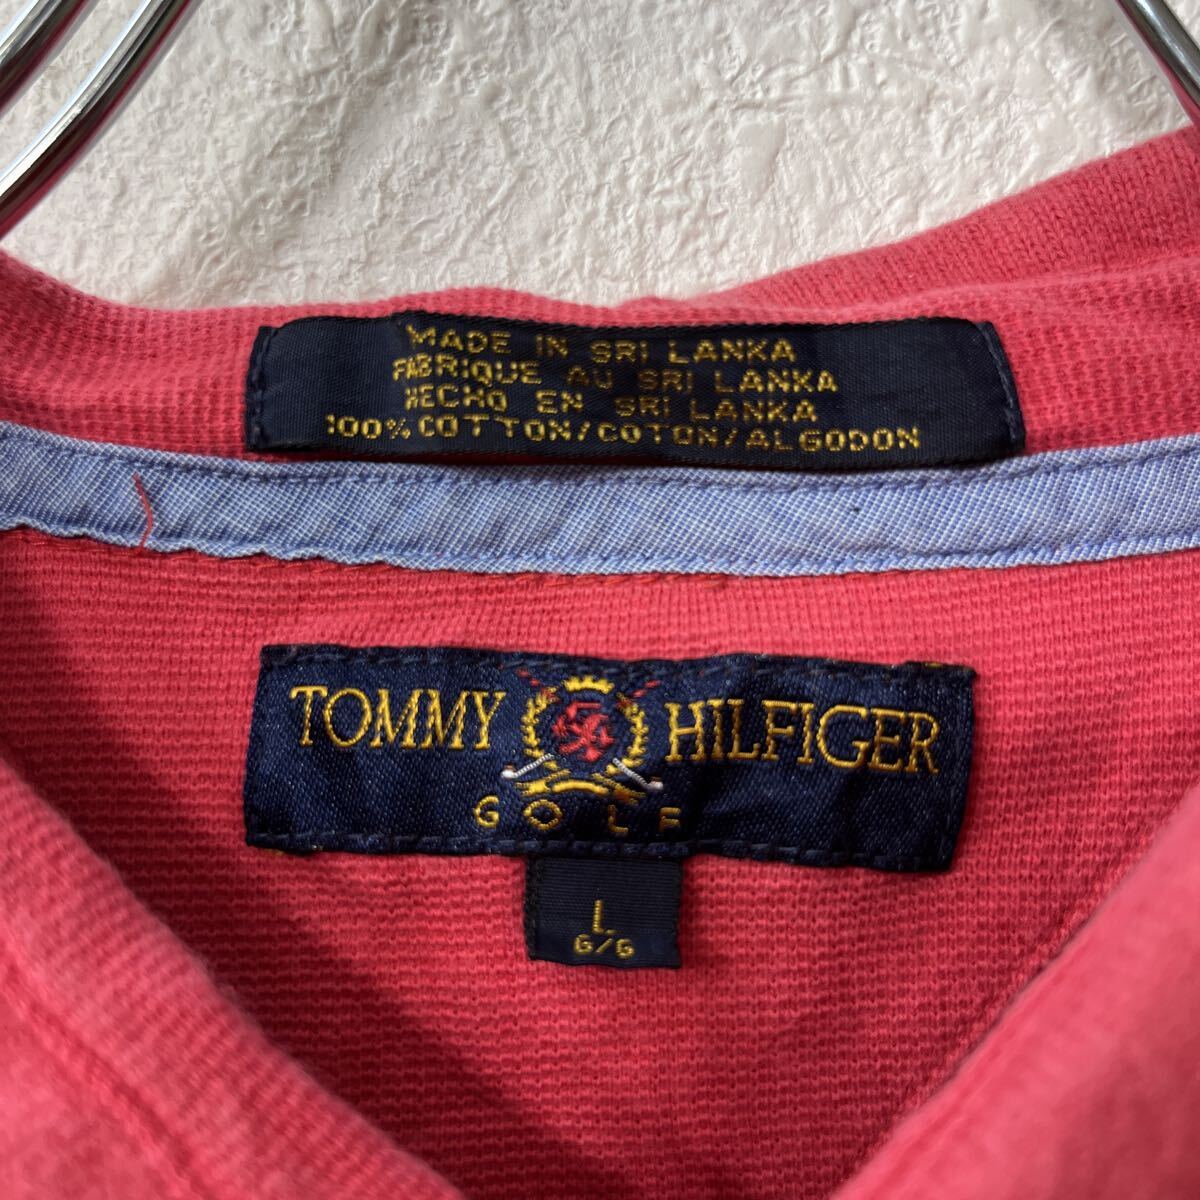 MADE IN SRI LANKA
FABRIQUE AU SRI LANKA
HECHO EN SRI LANKA
100% COTTON/COTON/ALGODON
TOMMY HILFIGER
GOLF
L
G/G